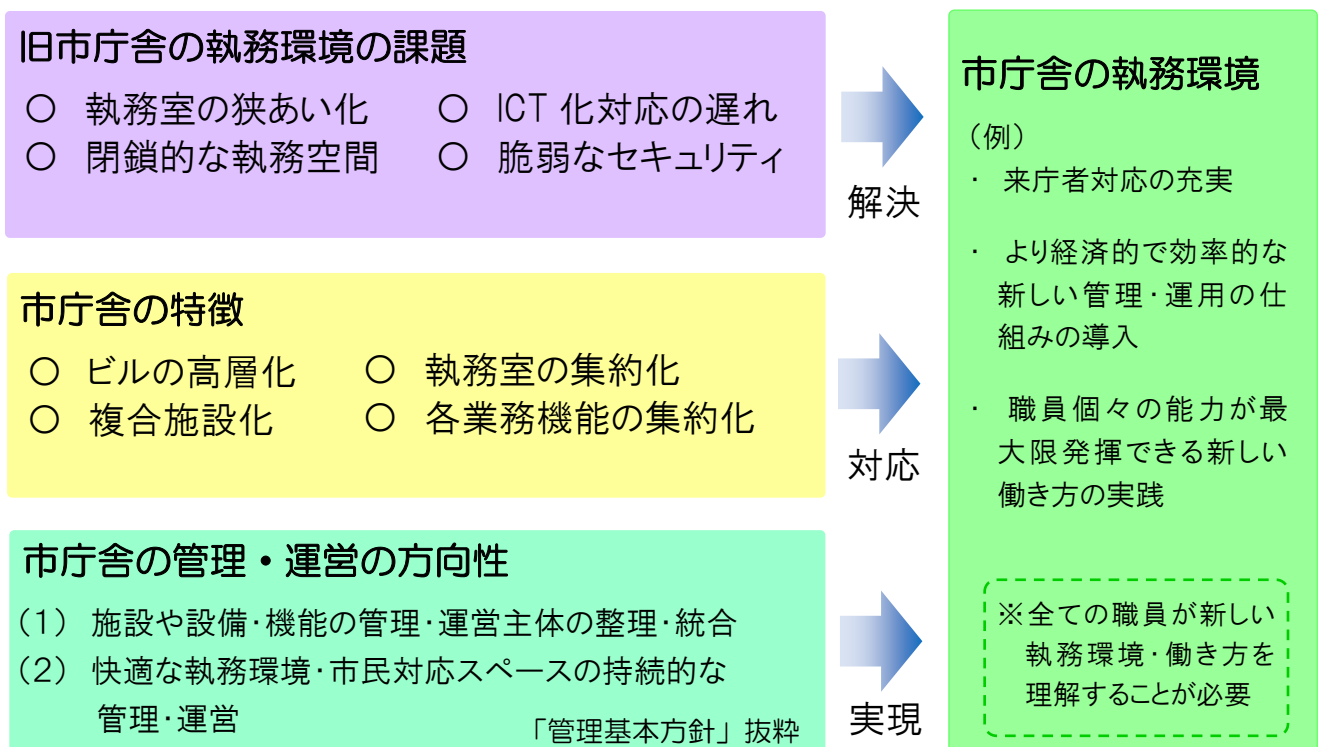 旧市庁舎の執務環境の課題
○ 執務室の狭あい化 ○ ICT 化対応の遅れ
○ 閉鎖的な執務空間 ○ 脆弱なセキュリティ
解決
市庁舎の特徴
○ ビルの高層化 ○ 執務室の集約化
○ 複合施設化 ○ 各業務機能の集約化
対応
市庁舎の管理・運営の方向性
(1) 施設や設備・機能の管理・運営主体の整理・統合
(2) 快適な執務環境・市民対応スペースの持続的な
管理・運営
「管理基本方針」抜粋
実現
市庁舎の執務環境
(例)
・ 来庁者対応の充実
・ より経済的で効率的な
新しい管理・運用の仕
組みの導入
・ 職員個々の能力が最
大限発揮できる新しい
働き方の実践
※全ての職員が新しい
執務環境・働き方を
理解することが必要